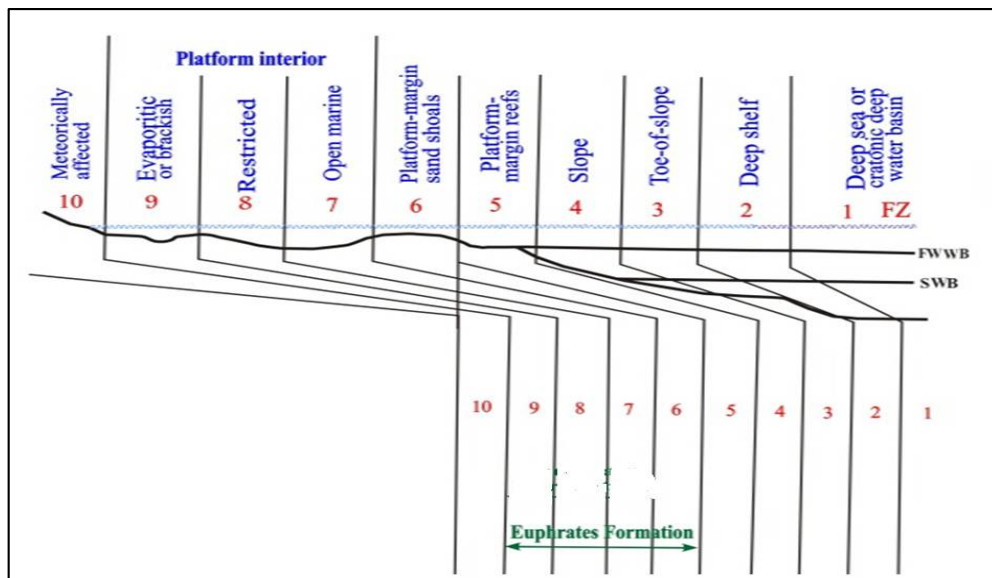 Platform interior
Meteorically
affected
Evaporitic
or brackish
Restricted
Open marine
Platform-margin
sand shoals
Platform-
margin reefs
Slope
Toe-of-slope
Deep shelf
Deep sea or
cratonic deep
water basin
10 9 8 7 6 5 4 3 2 1 FZ
FWWB
SWB
10 9 8 7 6 5 4 3 2 1
Euphrates Formation